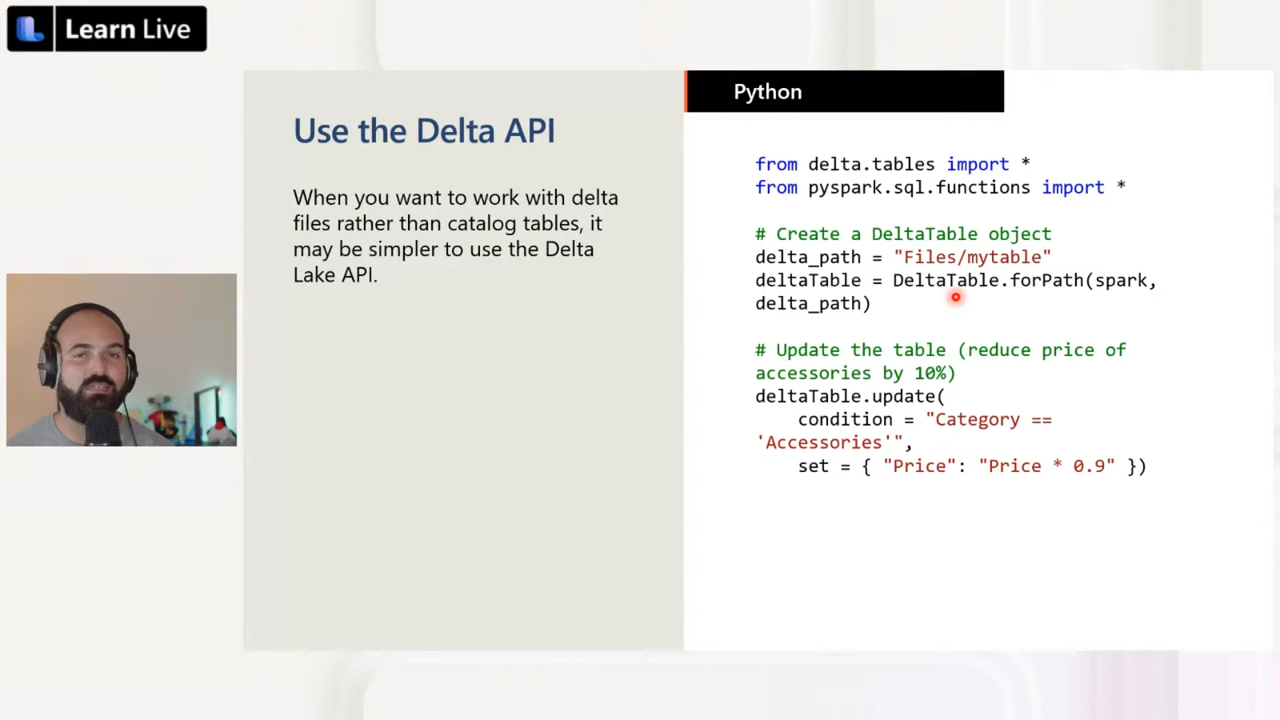 Learn Live
Use the Delta API
When you want to work with delta
files rather than catalog tables, it
may be simpler to use the Delta
Lake API.
Python
from delta.tables import *
from pyspark.sql.functions import *
# Create a DeltaTable object
delta_path = "Files/mytable"
deltaTable = DeltaTable.forPath(spark,
delta_path)
# Update the table (reduce price of
accessories by 10%)
deltaTable.update(
    condition = "Category ==
'Accessories'",
    set = { "Price": "Price * 0.9" })